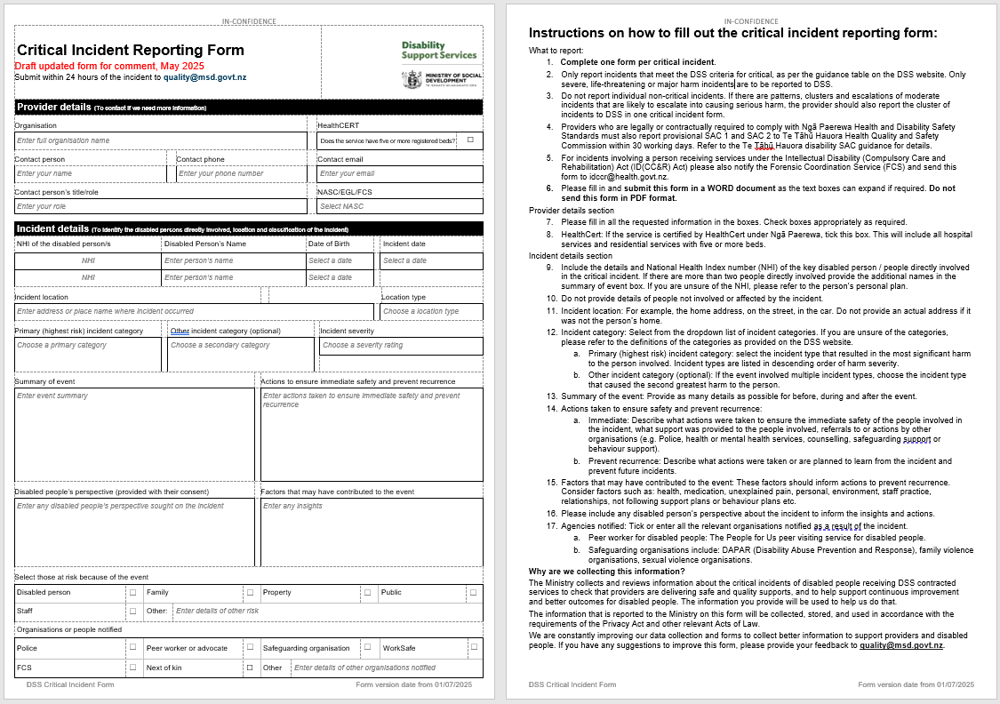 IN-CONFIDENCE
Critical Incident Reporting Form
Draft updated form for comment, May 2025
Submit within 24 hours of the incident to quality@msd.govt.nz
Disability
Support Services
MINISTRY OF SOCIAL
DEVELOPMENT
TE MANATŪ WHAKAHIATO ORA
Provider details (To contact if we need more information)
Organisation
HealthCERT
Enter full organisation name
Does the service have five or more registered beds? ☐
Contact person
Contact phone
Contact email
Enter your name
Enter your phone number
Enter your email
Contact person's title/role
NASC/EGL/FCS
Enter your role
Select NASC
Incident details (To identify the disabled persons directly involved, location and classification of the incident)
NHI of the disabled person/s
Disabled Person's Name
Date of Birth
Incident date
NHI
Enter person's name
Select a date
Select a date
NHI
Enter person's name
Select a date
Incident location
Location type
Enter address or place name where incident occurred
Choose a location type
Primary (highest risk) incident category
Other incident category (optional)
Incident severity
Choose a primary category
Choose a secondary category
Choose a severity rating
Summary of event
Actions to ensure immediate safety and prevent recurrence
Enter event summary
Enter actions taken to ensure immediate safety and prevent
recurrence
Disabled people's perspective (provided with their consent)
Factors that may have contributed to the event
Enter any disabled people's perspective sought on the incident
Enter any insights
Select those at risk because of the event
Disabled person ☐ Family ☐ Property ☐ Public ☐
Staff ☐ Other: Enter details of other risk
Organisations or people notified
Police ☐ Peer worker or advocate ☐ Safeguarding organisation ☐ WorkSafe ☐
FCS ☐ Next of kin ☐ Other Enter details of other organisations notified
DSS Critical Incident Form
Form version date from 01/07/2025
IN-CONFIDENCE
Instructions on how to fill out the critical incident reporting form:
What to report:
1. Complete one form per critical incident.
2. Only report incidents that meet the DSS criteria for critical, as per the guidance table on the DSS website. Only
severe, life-threatening or major harm incidents are to be reported to DSS.
3. Do not report individual non-critical incidents. If there are patterns, clusters and escalations of moderate
incidents that are likely to escalate into causing serious harm, the provider should also report the cluster of
incidents to DSS in one critical incident form.
4. Providers who are legally or contractually required to comply with Ngā Paerewa Health and Disability Safety
Standards must also report provisional SAC 1 and SAC 2 to Te Tāhū Hauora Health Quality and Safety
Commission within 30 working days. Refer to the Te Tāhū Hauora disability SAC guidance for details.
5. For incidents involving a person receiving services under the Intellectual Disability (Compulsory Care and
Rehabilitation) Act (ID(CC&R) Act) please also notify the Forensic Coordination Service (FCS) and send this
form to idccr@health.govt.nz.
6. Please fill in and submit this form in a WORD document as the text boxes can expand if required. Do not
send this form in PDF format.
Provider details section
7. Please fill in all the requested information in the boxes. Check boxes appropriately as required.
8. HealthCert: If the service is certified by HealthCert under Ngā Paerewa, tick this box. This will include all hospital
services and residential services with five or more beds.
Incident details section
9. Include the details and National Health Index number (NHI) of the key disabled person / people directly involved
in the critical incident. If there are more than two people directly involved provide the additional names in the
summary of event box. If you are unsure of the NHI, please refer to the person's personal plan.
10. Do not provide details of people not involved or affected by the incident.
11. Incident location: For example, the home address, on the street, in the car. Do not provide an actual address if it
was not the person's home.
12. Incident category: Select from the dropdown list of incident categories. If you are unsure of the categories,
please refer to the definitions of the categories as provided on the DSS website.
a. Primary (highest risk) incident category: select the incident type that resulted in the most significant harm
to the person involved. Incident types are listed in descending order of harm severity.
b. Other incident category (optional): If the event involved multiple incident types, choose the incident type
that caused the second greatest harm to the person.
13. Summary of the event: Provide as many details as possible for before, during and after the event.
14. Actions taken to ensure safety and prevent recurrence:
a. Immediate: Describe what actions were taken to ensure the immediate safety of the people involved in
the incident, what support was provided to the people involved, referrals to or actions by other
organisations (e.g. Police, health or mental health services, counselling, safeguarding support or
behaviour support).
b. Prevent recurrence: Describe what actions were taken or are planned to learn from the incident and
prevent future incidents.
15. Factors that may have contributed to the event: These factors should inform actions to prevent recurrence.
Consider factors such as: health, medication, unexplained pain, personal, environment, staff practice,
relationships, not following support plans or behaviour plans etc.
16. Please include any disabled person's perspective about the incident to inform the insights and actions.
17. Agencies notified: Tick or enter all the relevant organisations notified as a result of the incident.
a. Peer worker for disabled people: The People for Us peer visiting service for disabled people.
b. Safeguarding organisations include: DAPAR (Disability Abuse Prevention and Response), family violence
organisations, sexual violence organisations.
Why are we collecting this information?
The Ministry collects and reviews information about the critical incidents of disabled people receiving DSS contracted
services to check that providers are delivering safe and quality supports, and to help support continuous improvement
and better outcomes for disabled people. The information you provide will be used to help us do that.
The information that is reported to the Ministry on this form will be collected, stored, and used in accordance with the
requirements of the Privacy Act and other relevant Acts of Law.
We are constantly improving our data collection and forms to collect better information to support providers and disabled
people. If you have any suggestions to improve this form, please provide your feedback to quality@msd.govt.nz.
DSS Critical Incident Form
Form version date from 01/07/2025